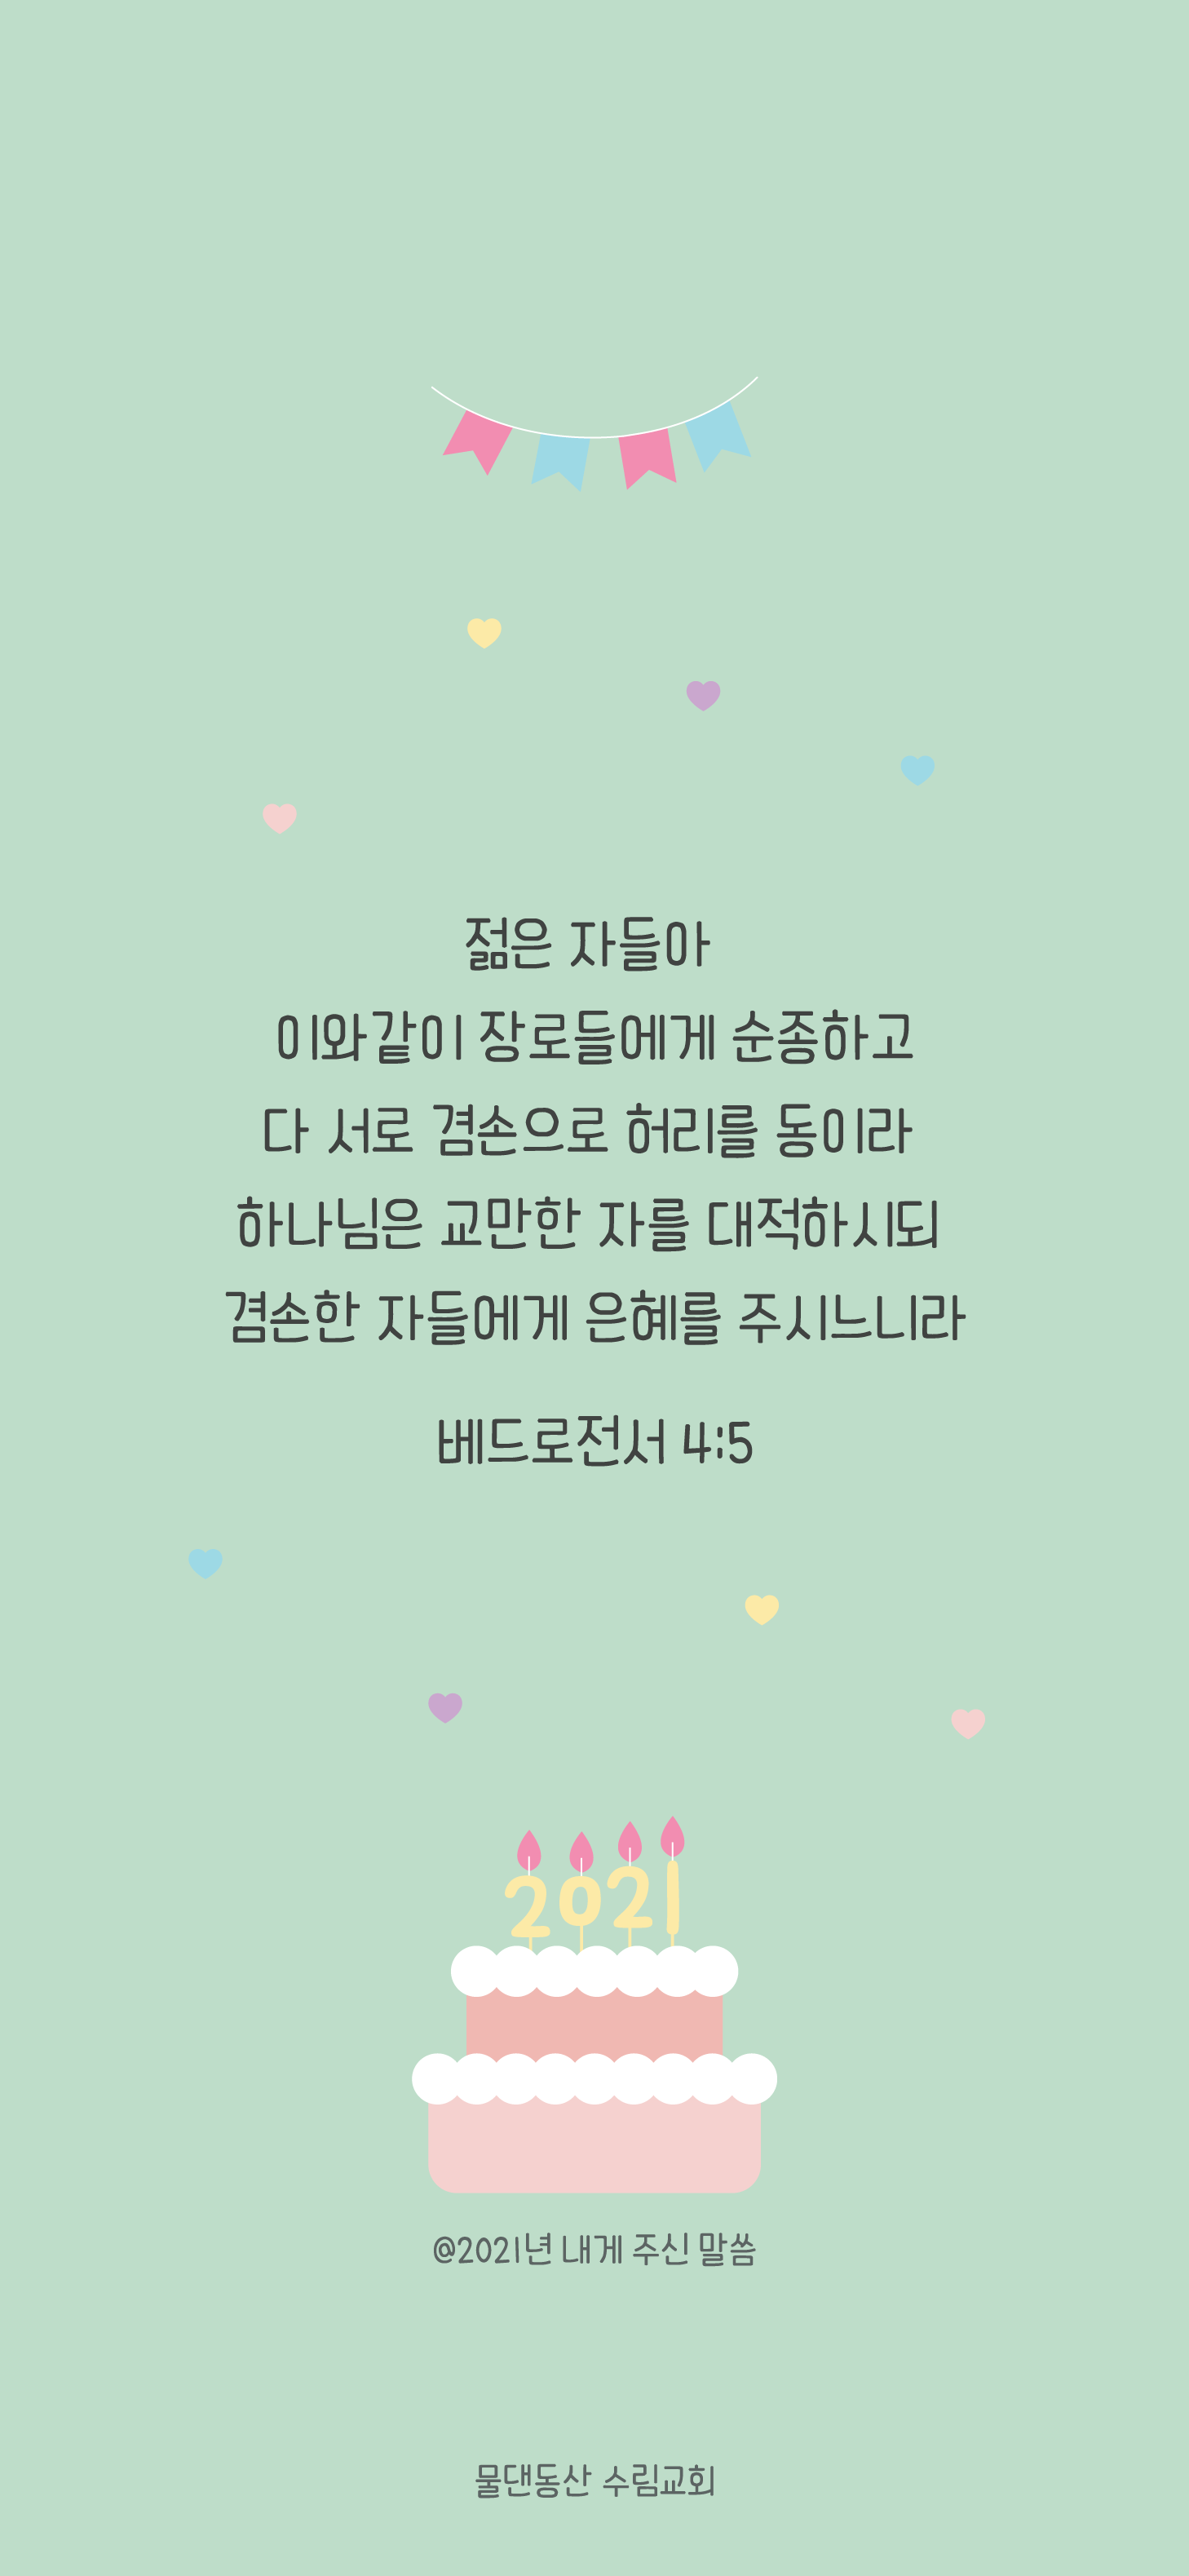 젊은 자들아
이와같이 장로들에게 순종하고
다 서로 겸손으로 허리를 동이라
하나님은 교만한 자를 대적하시되
겸손한 자들에게 은혜를 주시느니라
베드로전서 4:5
2021
@2021년 내게 주신 말씀
물댄동산 수림교회